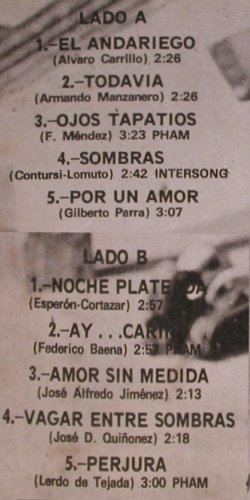 LADO A
1.-EL ANDARIEGO
(Alvaro Carrillo) 2:26
2.-TODAVIA
(Armando Manzanero) 2:26
3.-OJOS TAPATIOS
(F. Méndez) 3:23 PHAM
4.-SOMBRAS
(Contursi-Lomuto) 2:42 INTERSONG
5.-POR UN AMOR
(Gilberto Parra) 3:07
LADO B
1.-NOCHE
(Esperón-Cortazar) 2:57
2.-AY . . .
(Federico Baena) 2:57 PHAM
3.-AMOR SIN MEDIDA
(José Alfredo Jiménez) 2:13
4.-VAGAR ENTRE SOMBRAS
(José D. Quiñonez) 2:18
5.-PERJURA
(Lerdo de Tejada) 3:00 PHAM